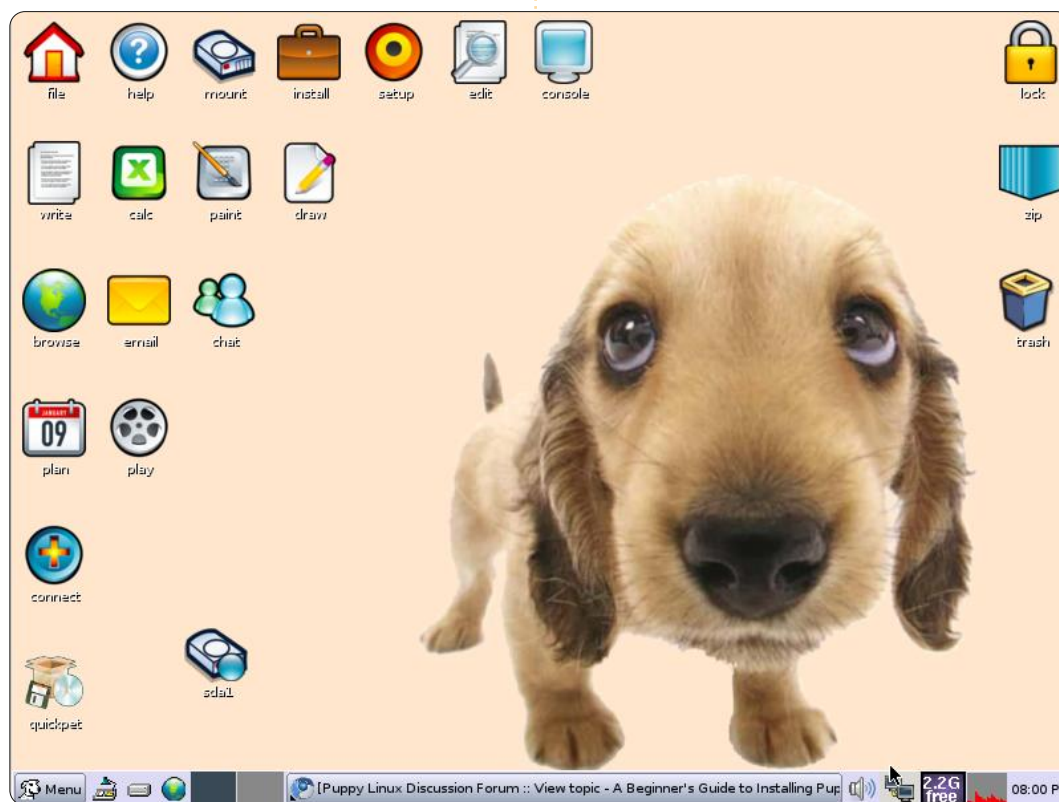 file help mount install setup edit console lock
write calc paint draw zip
browse email chat trash
JANUARY
09
plan play
connect
sda1
quickpet
Menu [Puppy Linux Discussion Forum :: View topic - A Beginner's Guide to Installing Pup 2.2G free 08:00 P